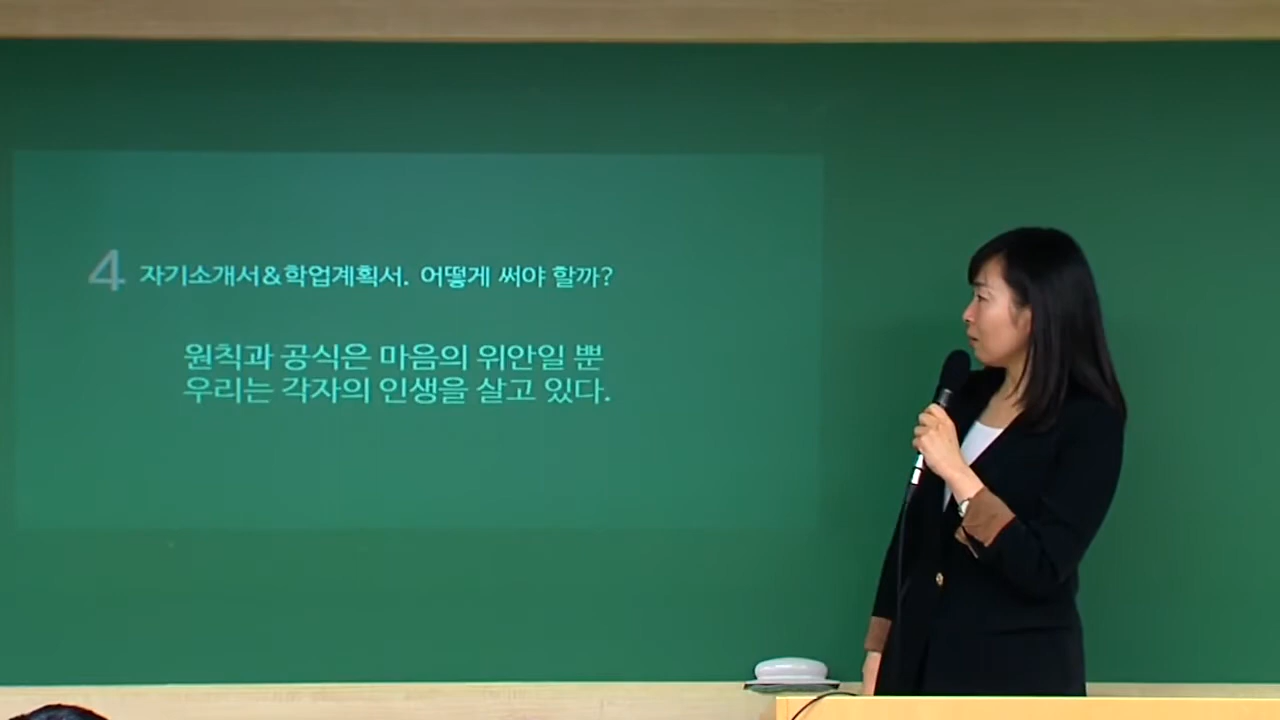 4 자기소개서&학업계획서. 어떻게 써야 할까?
원칙과 공식은 마음의 위안일 뿐
우리는 각자의 인생을 살고 있다.